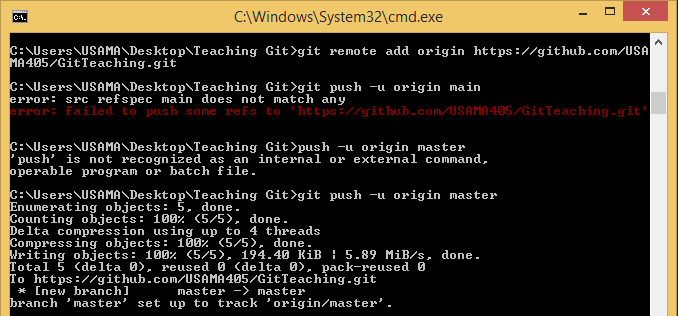 C:\Windows\System32\cmd.exe
C:\Users\USAMA\Desktop\Teaching Git>git remote add origin https://github.com/USA
MA405/GitTeaching.git
C:\Users\USAMA\Desktop\Teaching Git>git push -u origin main
error: src refspec main does not match any
error: failed to push some refs to 'https://github.com/USAMA405/GitTeaching.git'
C:\Users\USAMA\Desktop\Teaching Git>push -u origin master
'push' is not recognized as an internal or external command,
operable program or batch file.
C:\Users\USAMA\Desktop\Teaching Git>git push -u origin master
Enumerating objects: 5, done.
Counting objects: 100% (5/5), done.
Delta compression using up to 4 threads
Compressing objects: 100% (5/5), done.
Writing objects: 100% (5/5), 194.40 KiB ¦ 5.89 MiB/s, done.
Total 5 (delta 0), reused 0 (delta 0), pack-reused 0
To https://github.com/USAMA405/GitTeaching.git
 * [new branch]      master -> master
branch 'master' set up to track 'origin/master'.